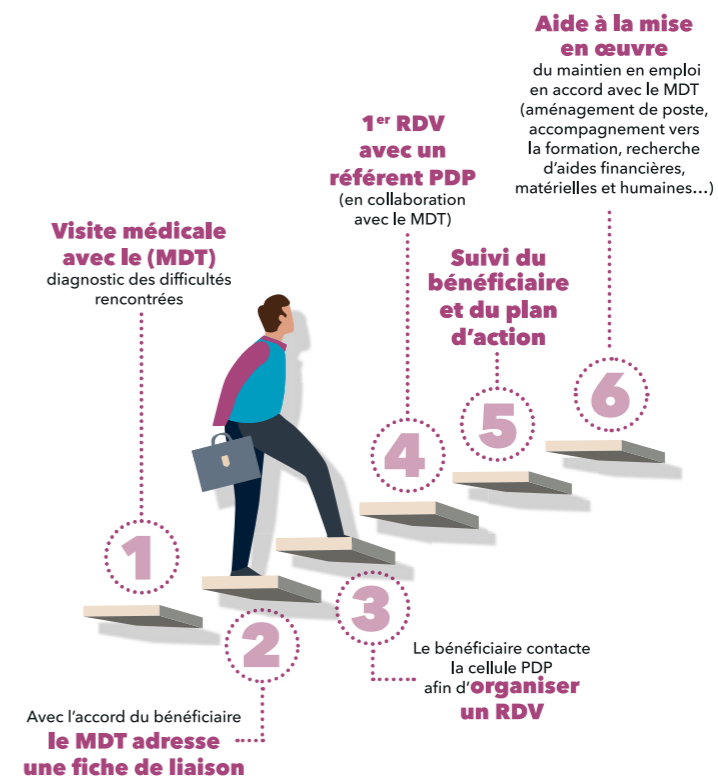 Visite médicale
avec le (MDT)
diagnostic des difficultés
rencontrées
1
Avec l'accord du bénéficiaire
le MDT adresse
une fiche de liaison
2
Le bénéficiaire contacte
la cellule PDP
afin d'organiser
un RDV
3
1er RDV
avec un
référent PDP
(en collaboration
avec le MDT)
4
Suivi du
bénéficiaire
et du plan
d'action
5
Aide à la mise
en œuvre
du maintien en emploi
en accord avec le MDT
(aménagement de poste,
accompagnement vers
la formation, recherche
d'aides financières,
matérielles et humaines…)
6